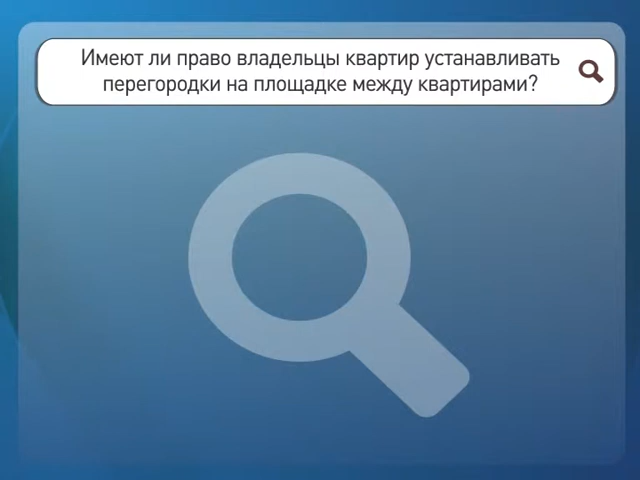 Имеют ли право владельцы квартир устанавливать
перегородки на площадке между квартирами?